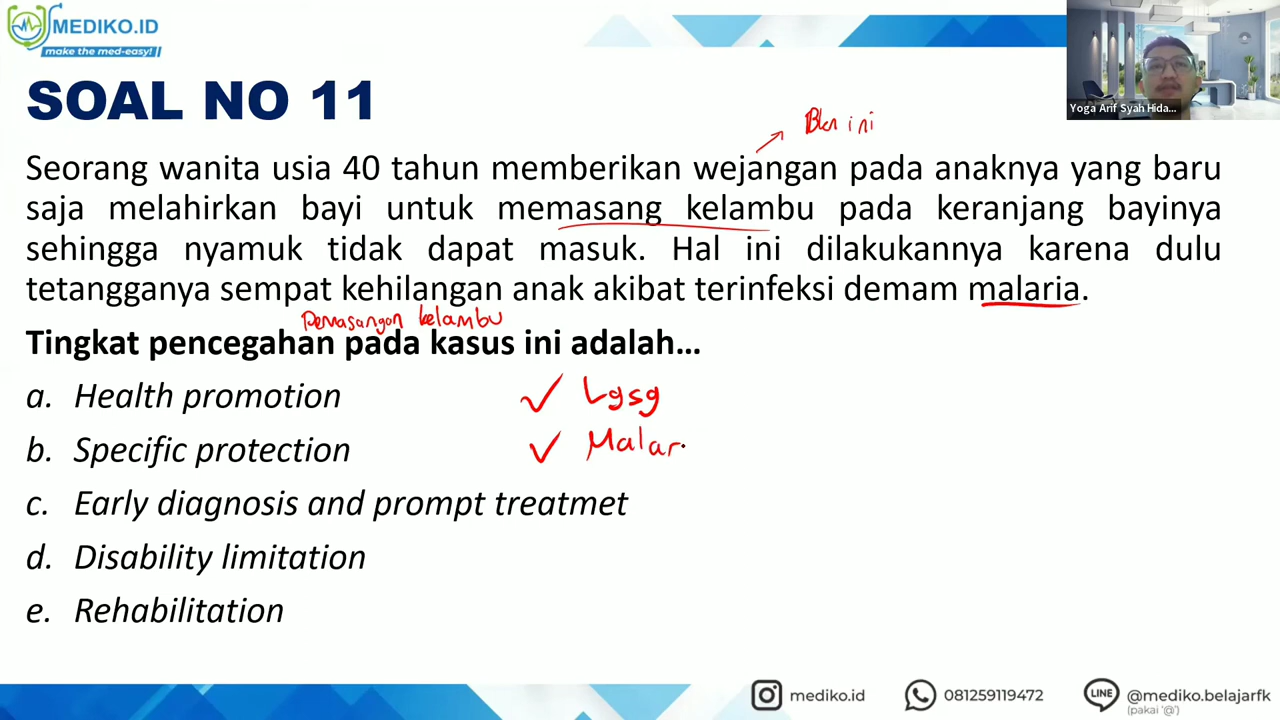 MEDIKO.ID
make the med-easy!
Yoga Arif Syah Hida...
SOAL NO 11
Seorang wanita usia 40 tahun memberikan wejangan pada anaknya yang baru
saja melahirkan bayi untuk memasang kelambu pada keranjang bayinya
sehingga nyamuk tidak dapat masuk. Hal ini dilakukannya karena dulu
tetangganya sempat kehilangan anak akibat terinfeksi demam malaria.
Pemasangan kelambu
Tingkat pencegahan pada kasus ini adalah...
a. Health promotion
Lgsg
b. Specific protection
Malar
c. Early diagnosis and prompt treatmet
d. Disability limitation
e. Rehabilitation
mediko.id
081259119472
LINE
@mediko.belajarfk
(pakai '@')